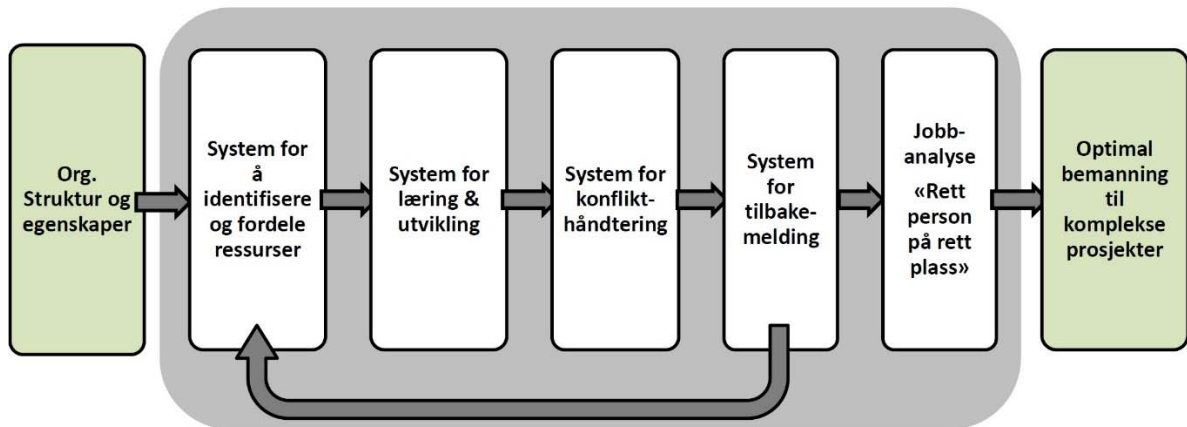 Org.
Struktur og
egenskaper
System for
å
identifisere
og fordele
ressurser
System for
læring &
utvikling
System for
konflikt-
håndtering
System
for
tilbake-
melding
Jobb-
analyse
«Rett
person
på rett
plass»
Optimal
bemanning
til
komplekse
prosjekter